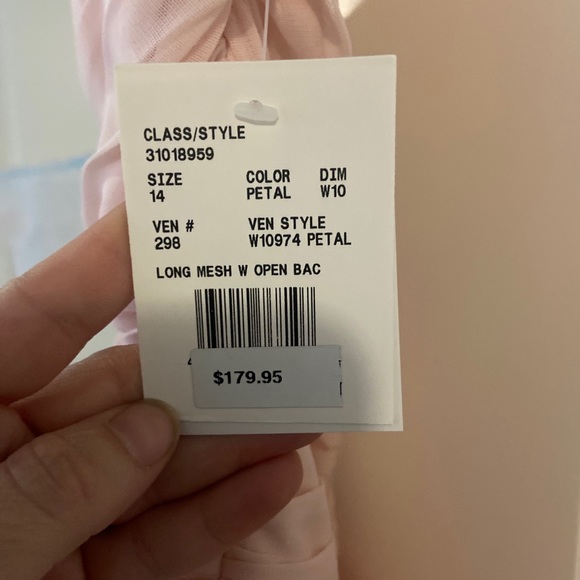 CLASS/STYLE
31018959
SIZE COLOR DIM
14 PETAL W10
VEN # VEN STYLE
298 W10974 PETAL
LONG MESH W OPEN BAC
$179.95